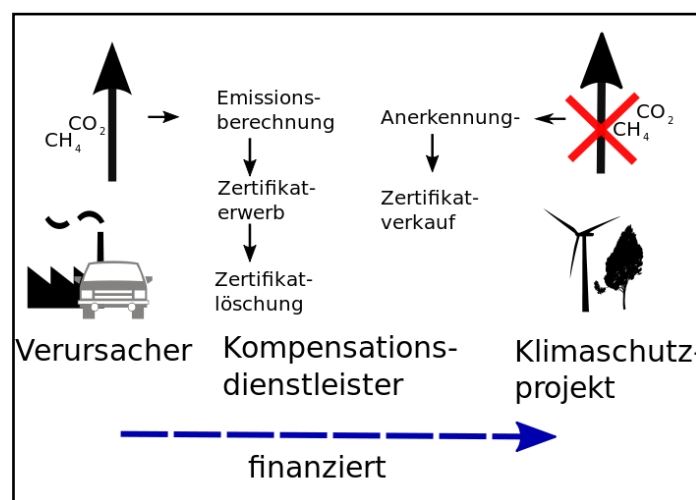 CO2
CH4
Emissions-
berechnung
Zertifikat-
erwerb
Zertifikat-
löschung
Anerkennung-
Zertifikat-
verkauf
CO2
CH4
Verursacher
Kompensations-
dienstleister
Klimaschutz-
projekt
finanziert